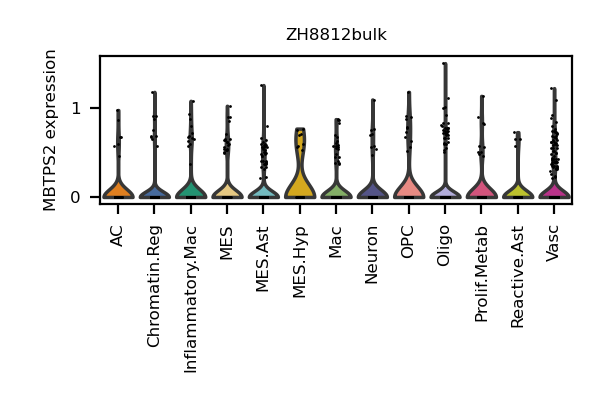 ZH8812bulk
MBTPS2 expression
1
0
AC
Chromatin.Reg
Inflammatory.Mac
MES
MES.Ast
MES.Hyp
Mac
Neuron
OPC
Oligo
Prolif.Metab
Reactive.Ast
Vasc